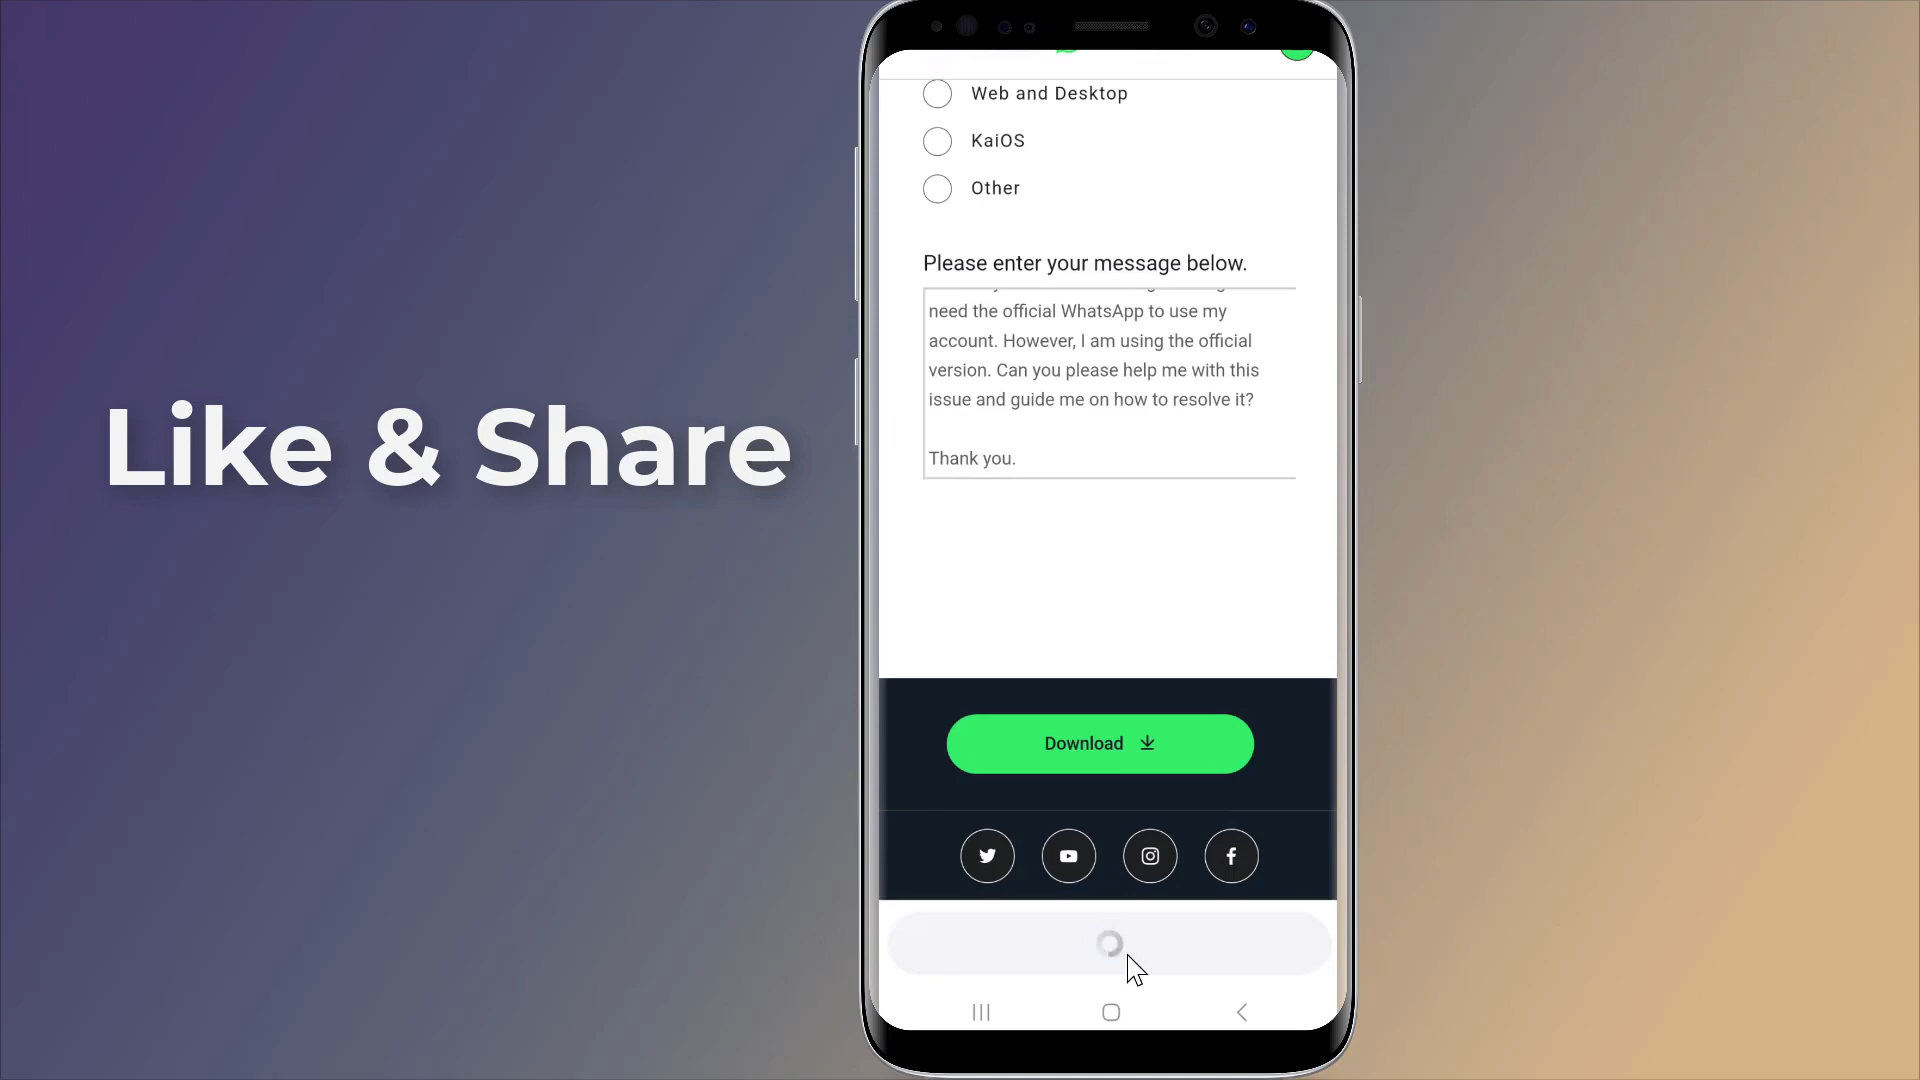 Like & Share
Web and Desktop
KaiOS
Other
Please enter your message below.
need the official WhatsApp to use my
account. However, I am using the official
version. Can you please help me with this
issue and guide me on how to resolve it?
Thank you.
Download